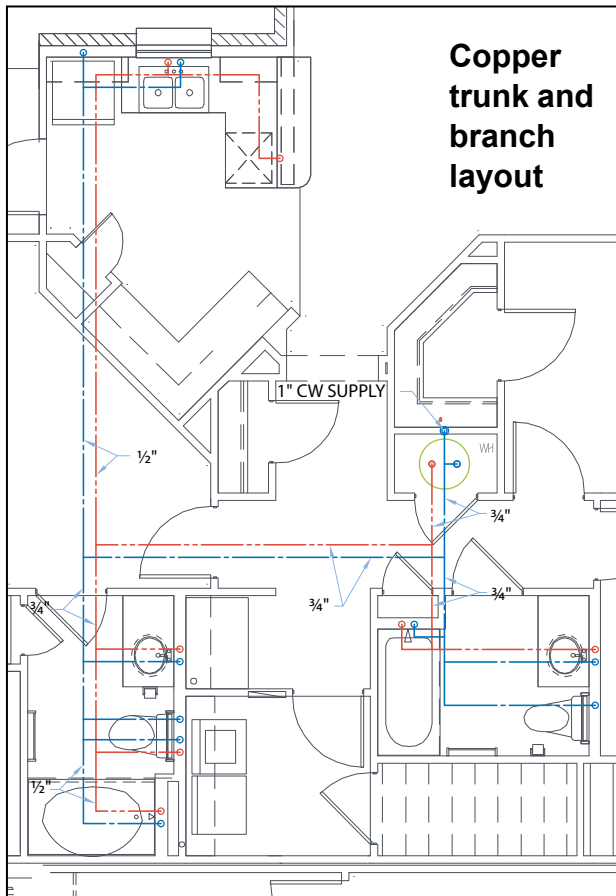 Copper
trunk and
branch
layout
1" CW SUPPLY
WH
½"
¾"
¾"
¾"
¾"
½"